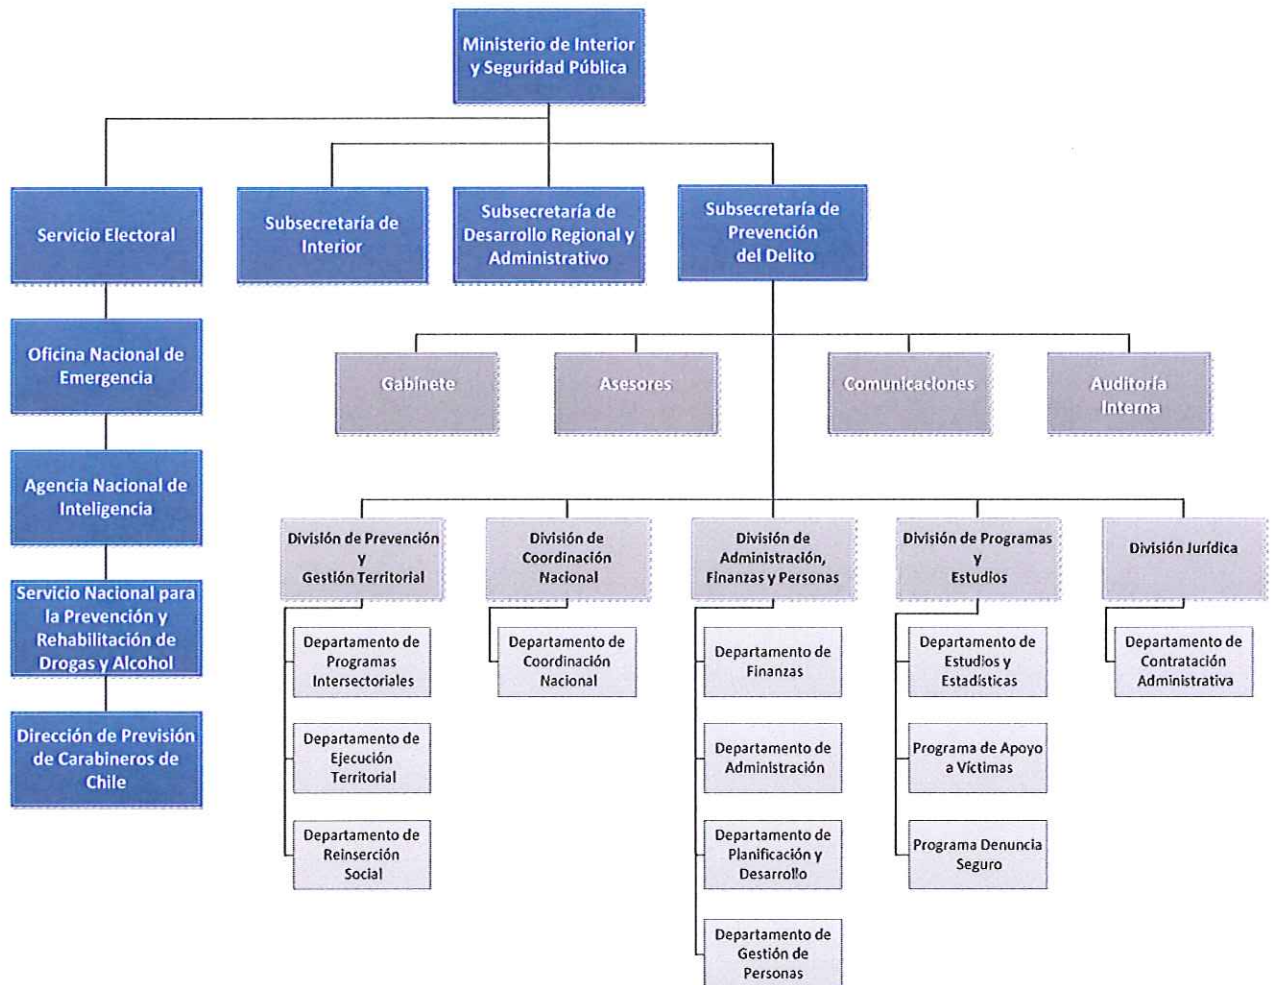 Ministerio de Interior
y Seguridad Pública
Servicio Electoral
Subsecretaría de
Interior
Subsecretaría de
Desarrollo Regional y
Administrativo
Subsecretaría de
Prevención
del Delito
Oficina Nacional de
Emergencia
Agencia Nacional de
Inteligencia
Servicio Nacional para
la Prevención y
Rehabilitación de
Drogas y Alcohol
Dirección de Previsión
de Carabineros de
Chile
Gabinete
Asesores
Comunicaciones
Auditoría
Interna
División de Prevención
y
Gestión Territorial
Departamento de
Programas
Intersectoriales
Departamento de
Ejecución
Territorial
Departamento de
Reinserción
Social
División de
Coordinación
Nacional
Departamento de
Coordinación
Nacional
División de
Administración,
Finanzas y Personas
Departamento de
Finanzas
Departamento de
Administración
Departamento de
Planificación y
Desarrollo
Departamento de
Gestión de
Personas
División de Programas
y
Estudios
Departamento de
Estudios y
Estadísticas
Programa de Apoyo
a Víctimas
Programa Denuncia
Seguro
División Jurídica
Departamento de
Contratación
Administrativa